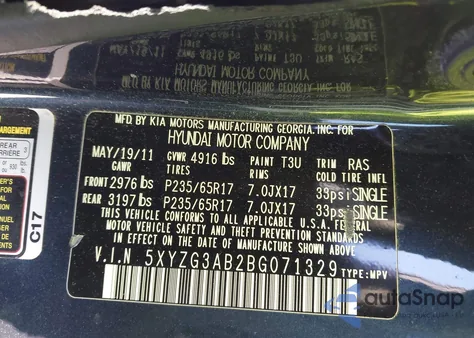 MFD. BY KIA MOTORS MANUFACTURING GEORGIA, INC. FOR
HYUNDAI MOTOR COMPANY
MAY/19/11 GVWR 4916 lbs PAINT T3U TRIM RAS
GAWR TIRES RIMS COLD TIRE INFL
FRONT 2976 lbs P235/65R17 7.0JX17 33psi SINGLE
REAR 3197 lbs P235/65R17 7.0JX17 33psi SINGLE
THIS VEHICLE CONFORMS TO ALL APPLICABLE U.S.A. FEDERAL
MOTOR VEHICLE SAFETY AND THEFT PREVENTION STANDARDS
IN EFFECT ON THE DATE OF MANUFACTURE SHOWN ABOVE.
V.I.N 5XYZG3AB2BG071329 TYPE:MPV
C17
autoSnap